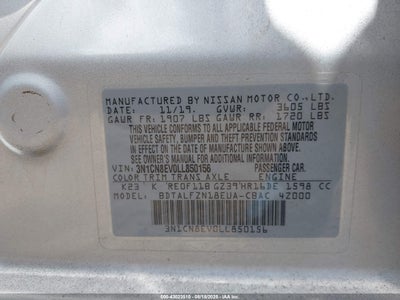 MANUFACTURED BY NISSAN MOTOR CO.,LTD.
DATE: 11/19. GVWR: 3605 LBS
GAWR FR: 1907 LBS GAWR RR: 1720 LBS
THIS VEHICLE CONFORMS TO ALL APPLICABLE FEDERAL MOTOR
VEHICLE SAFETY, BUMPER AND THEFT PREVENTION STANDARDS
IN EFFECT ON THE DATE OF MANUFACTURE SHOWN ABOVE.
SEE OWNER'S MANUAL FOR ADDITIONAL INFORMATION.
VIN: 3N1CN8EV0LL850156 PASSENGER CAR.
COLOR TRIM TRANS AXLE ENGINE
K23 K RE0F11B GZ39 HR16DE 1598 CC
MODEL: BDTALFZN18EUA-CBAC 42000
3N1CN8EV0LL850156